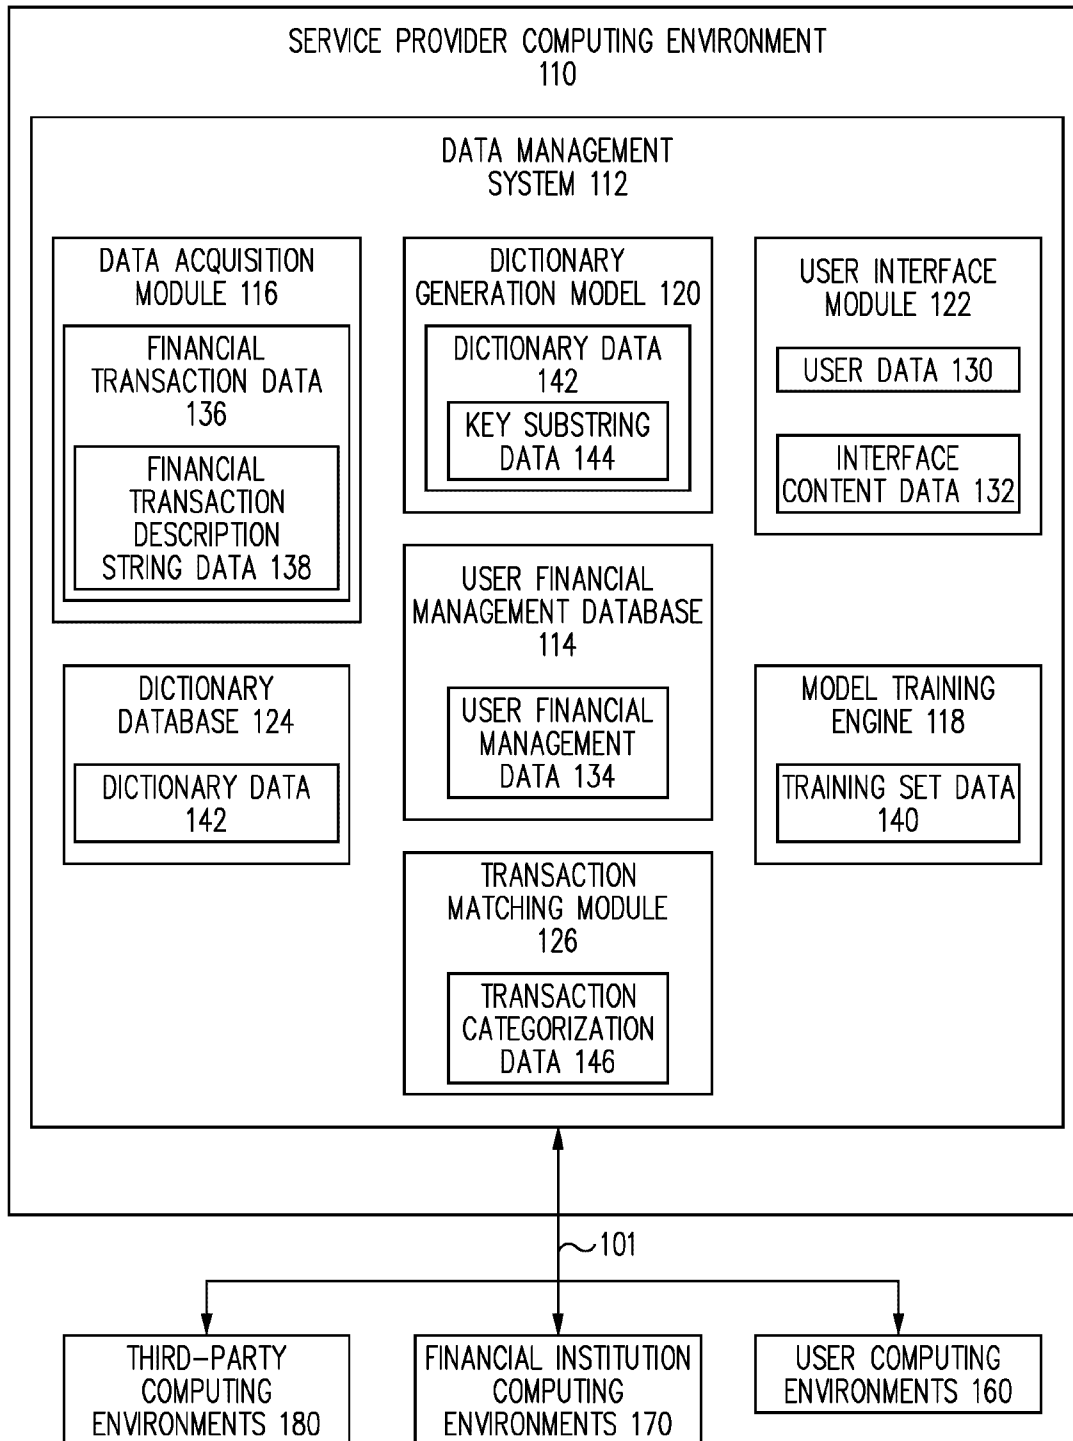 SERVICE PROVIDER COMPUTING ENVIRONMENT
110
DATA MANAGEMENT
SYSTEM 112
DATA ACQUISITION
MODULE 116
FINANCIAL
TRANSACTION DATA
136
FINANCIAL
TRANSACTION
DESCRIPTION
STRING DATA 138
DICTIONARY
GENERATION MODEL 120
DICTIONARY DATA
142
KEY SUBSTRING
DATA 144
USER INTERFACE
MODULE 122
USER DATA 130
INTERFACE
CONTENT DATA 132
USER FINANCIAL
MANAGEMENT DATABASE
114
USER FINANCIAL
MANAGEMENT
DATA 134
DICTIONARY
DATABASE 124
DICTIONARY DATA
142
MODEL TRAINING
ENGINE 118
TRAINING SET DATA
140
TRANSACTION
MATCHING MODULE
126
TRANSACTION
CATEGORIZATION
DATA 146
101
THIRD-PARTY
COMPUTING
ENVIRONMENTS 180
FINANCIAL INSTITUTION
COMPUTING
ENVIRONMENTS 170
USER COMPUTING
ENVIRONMENTS 160